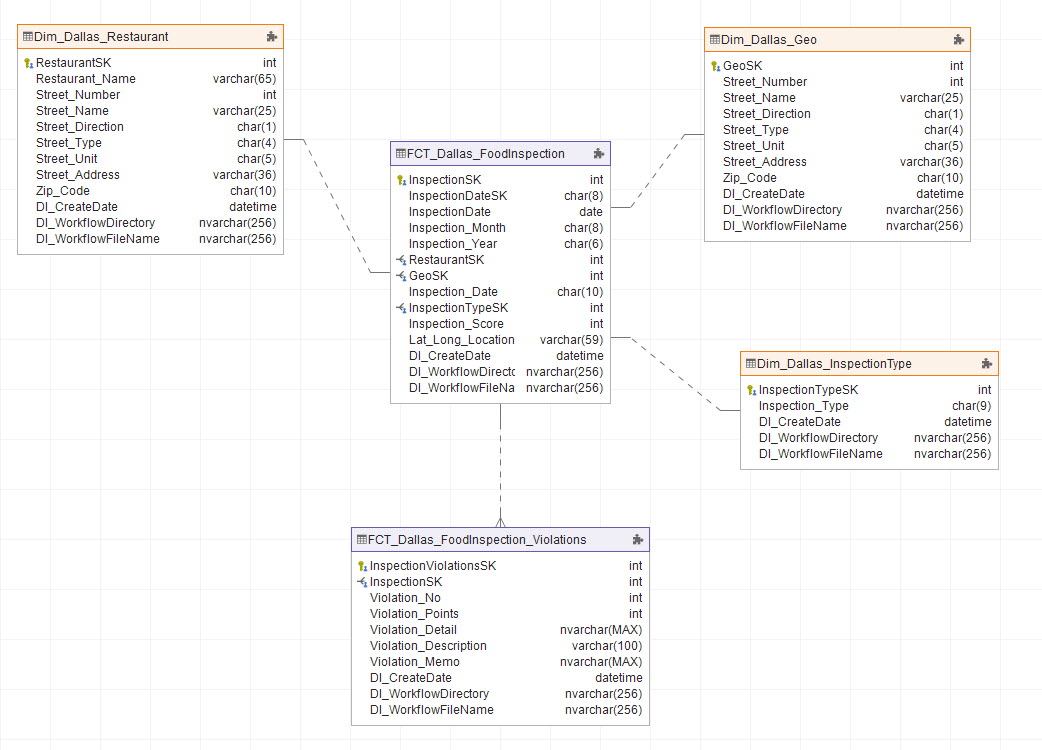 Dim_Dallas_Restaurant
RestaurantSK int
Restaurant_Name varchar(65)
Street_Number int
Street_Name varchar(25)
Street_Direction char(1)
Street_Type char(4)
Street_Unit char(5)
Street_Address varchar(36)
Zip_Code char(10)
DI_CreateDate datetime
DI_WorkflowDirectory nvarchar(256)
DI_WorkflowFileName nvarchar(256)
Dim_Dallas_Geo
GeoSK int
Street_Number int
Street_Name varchar(25)
Street_Direction char(1)
Street_Type char(4)
Street_Unit char(5)
Street_Address varchar(36)
Zip_Code char(10)
DI_CreateDate datetime
DI_WorkflowDirectory nvarchar(256)
DI_WorkflowFileName nvarchar(256)
FCT_Dallas_FoodInspection
InspectionSK int
InspectionDateSK char(8)
InspectionDate date
Inspection_Month char(8)
Inspection_Year char(6)
RestaurantSK int
GeoSK int
Inspection_Date char(10)
InspectionTypeSK int
Inspection_Score int
Lat_Long_Location varchar(59)
DI_CreateDate datetime
DI_WorkflowDirectc nvarchar(256)
DI_WorkflowFileNa nvarchar(256)
Dim_Dallas_InspectionType
InspectionTypeSK int
Inspection_Type char(9)
DI_CreateDate datetime
DI_WorkflowDirectory nvarchar(256)
DI_WorkflowFileName nvarchar(256)
FCT_Dallas_FoodInspection_Violations
InspectionViolationsSK int
InspectionSK int
Violation_No int
Violation_Points int
Violation_Detail nvarchar(MAX)
Violation_Description varchar(100)
Violation_Memo nvarchar(MAX)
DI_CreateDate datetime
DI_WorkflowDirectory nvarchar(256)
DI_WorkflowFileName nvarchar(256)